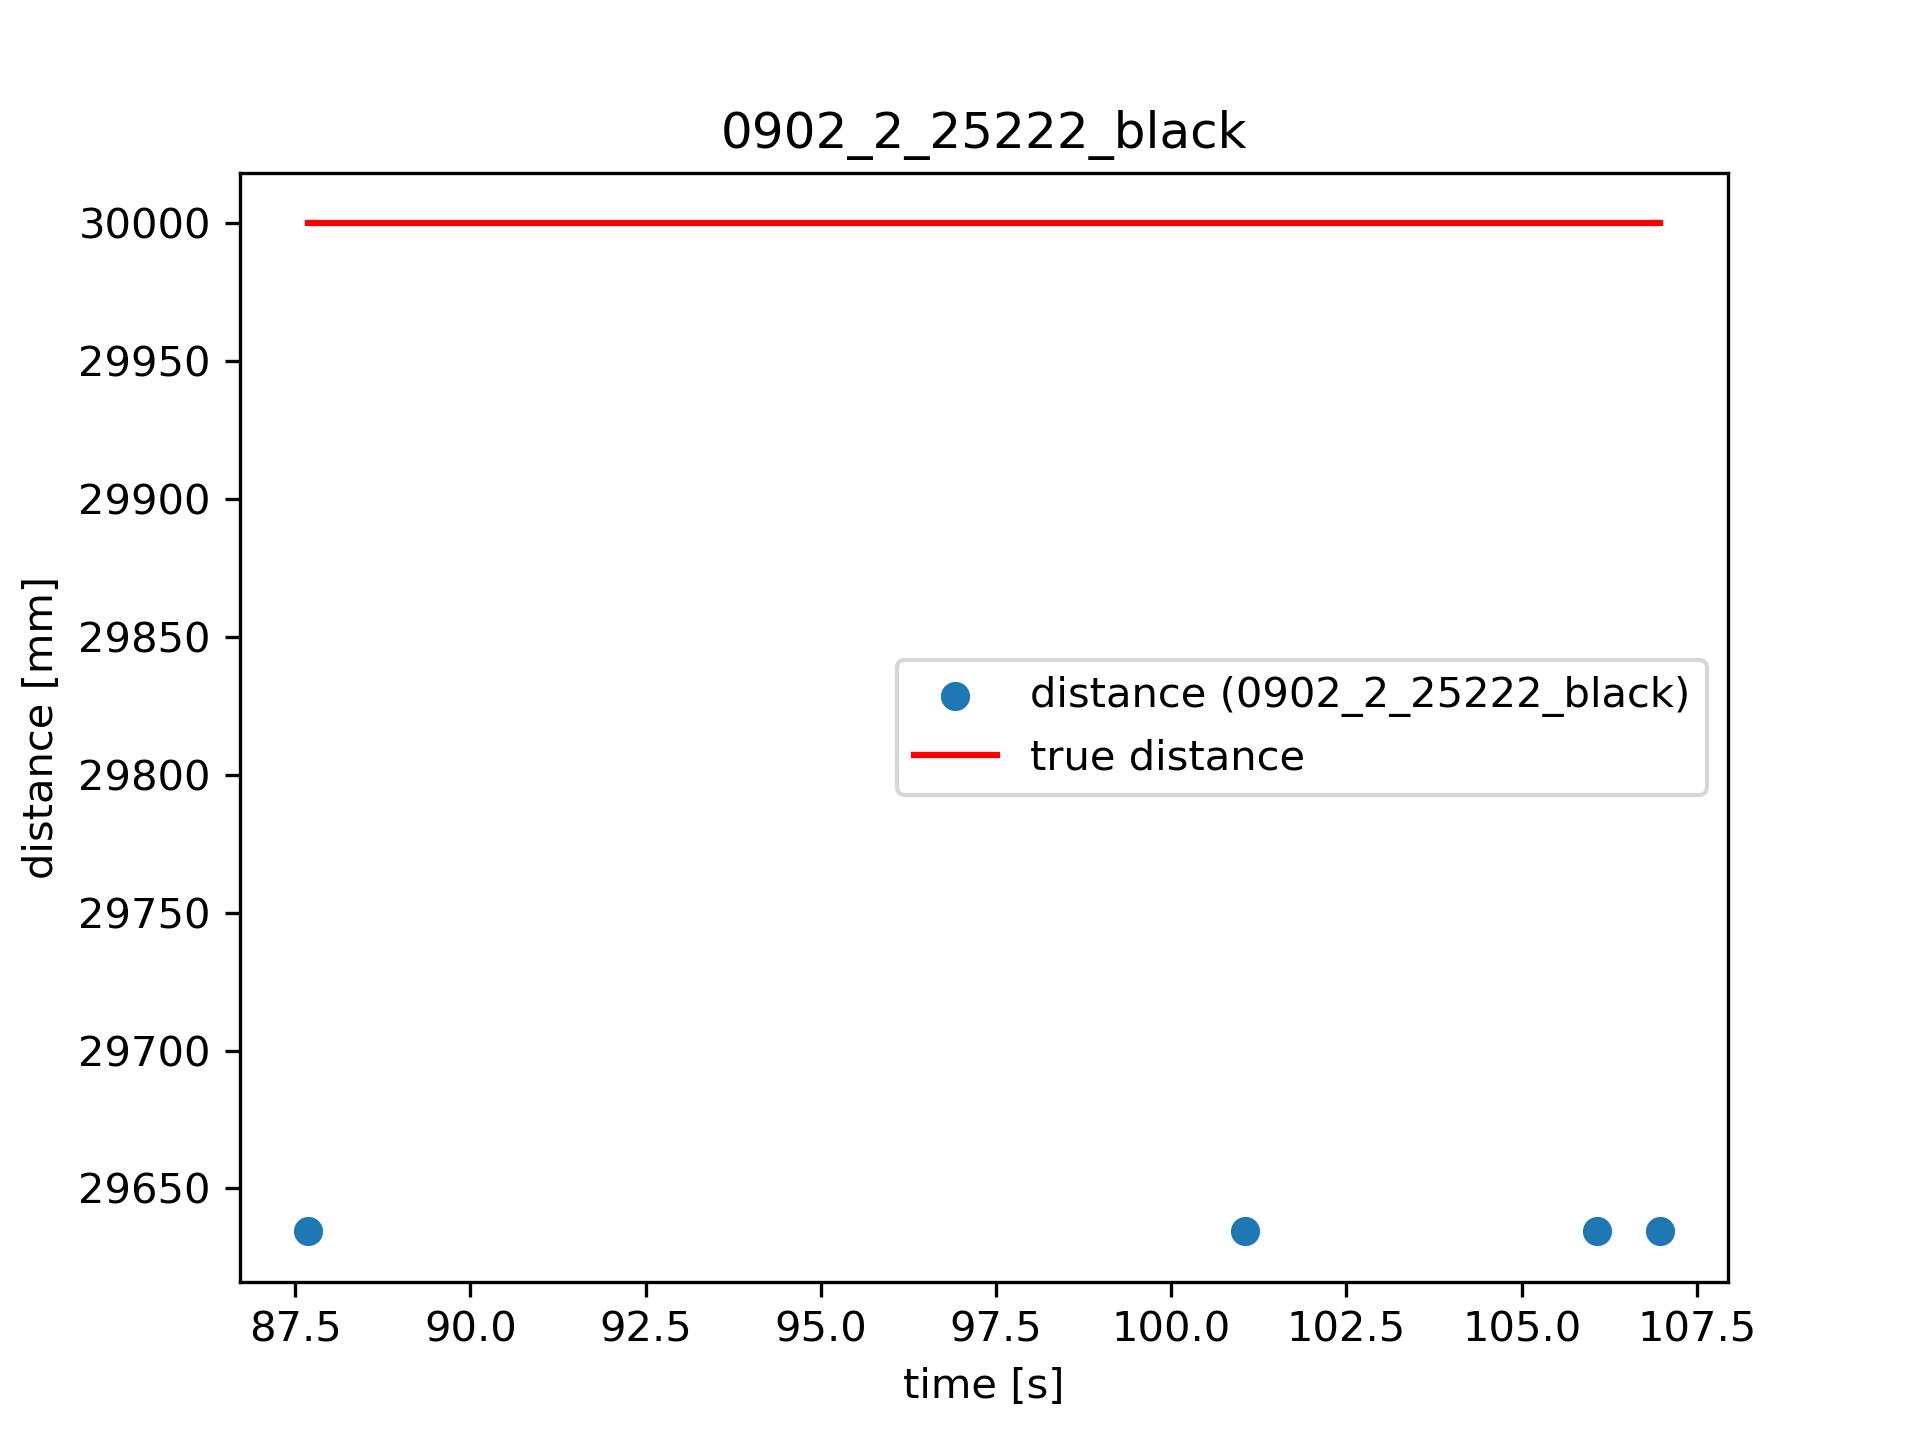 0902_2_25222_black
30000
29950
29900
29850
29800
29750
29700
29650
distance [mm]
distance (0902_2_25222_black)
true distance
87.5 90.0 92.5 95.0 97.5 100.0 102.5 105.0 107.5
time [s]